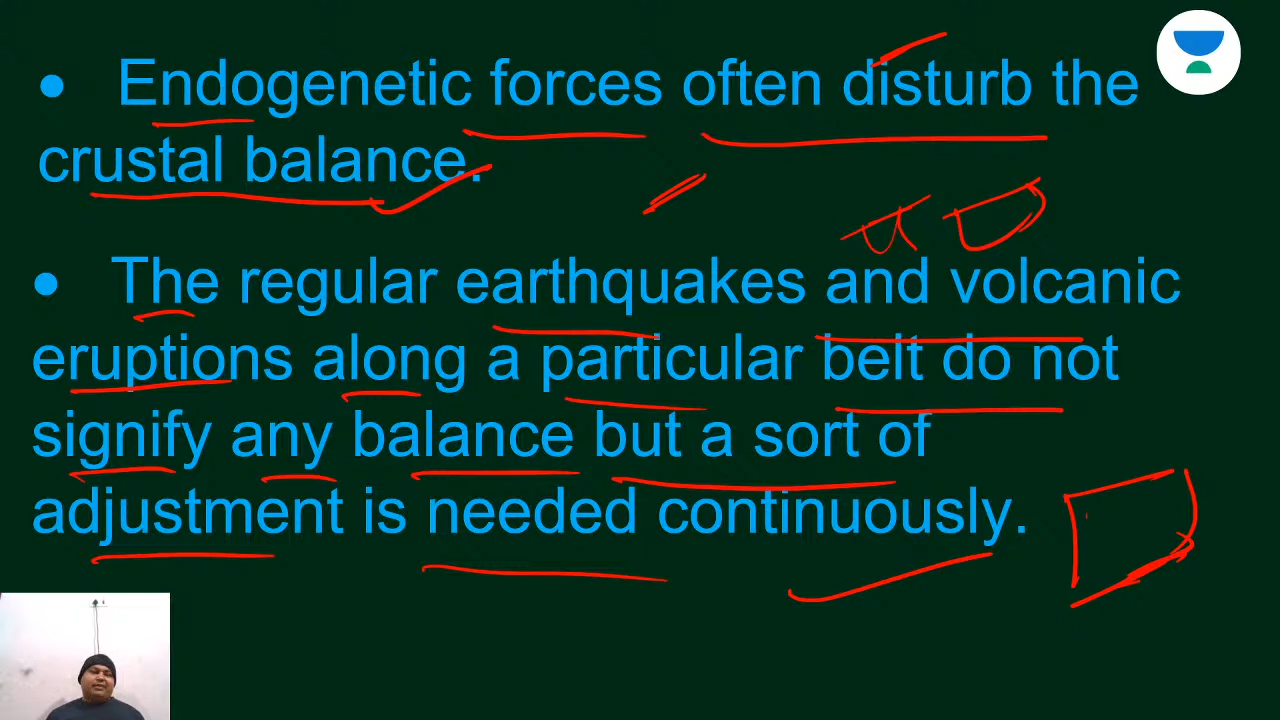 • Endogenetic forces often disturb the
crustal balance.
• The regular earthquakes and volcanic
eruptions along a particular belt do not
signify any balance but a sort of
adjustment is needed continuously.